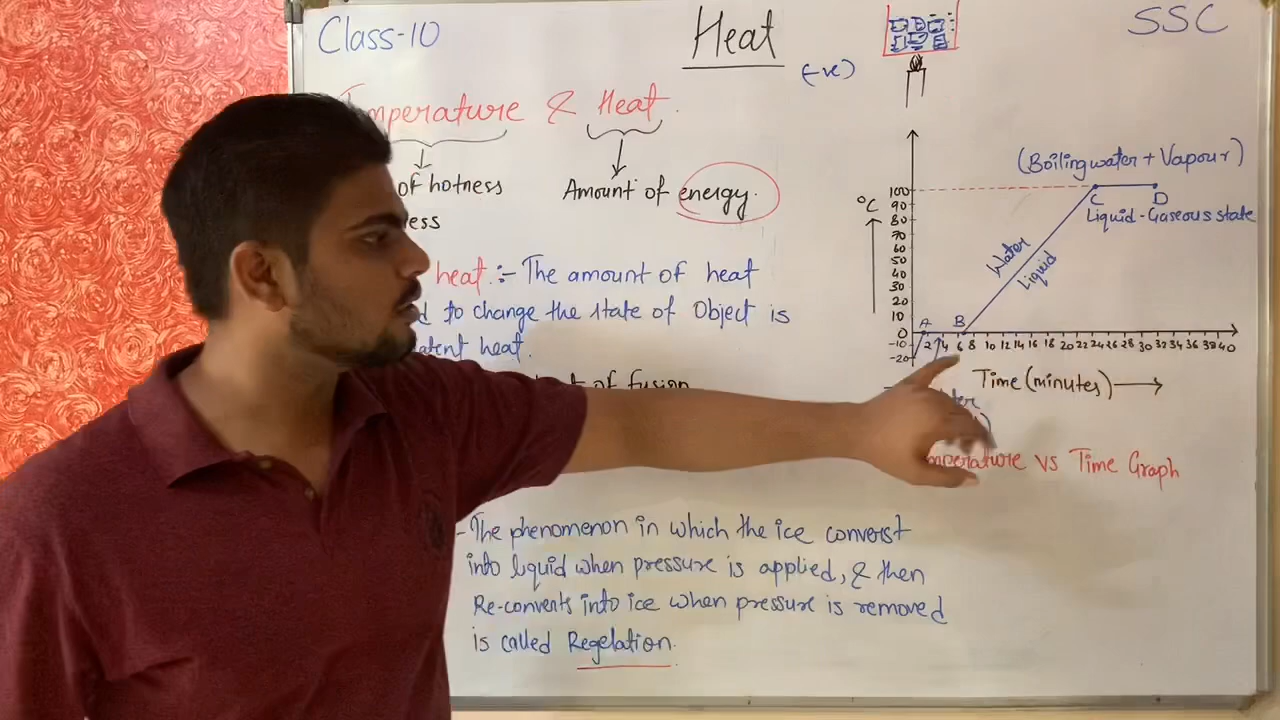 Class-10
Heat
SSC
(-ve)
Temperature & Heat.
of hotness
ess
Amount of energy.
heat :- The amount of heat
d to change the state of Object is
atent heat.
of fusion
- The phenomenon in which the ice converst
into liquid when pressure is applied, & then
Re-converts into ice when pressure is removed
is called Regelation.
(Boiling water + Vapour)
°C
100
90
80
70
60
50
40
30
20
10
0
-10
-20
C
D
Liquid-Gaseous state
Water
Liquid
A
B
2 4 6 8 10 12 14 16 18 20 22 24 26 28 30 32 34 36 38 40
Time (minutes)
mperature vs Time Graph